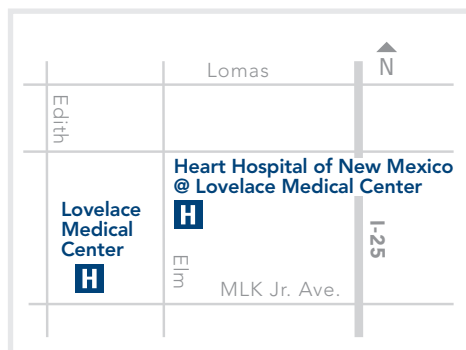 Lomas
N
Edith
Heart Hospital of New Mexico
@ Lovelace Medical Center
H
Lovelace
Medical
Center
H
I-25
Elm
MLK Jr. Ave.